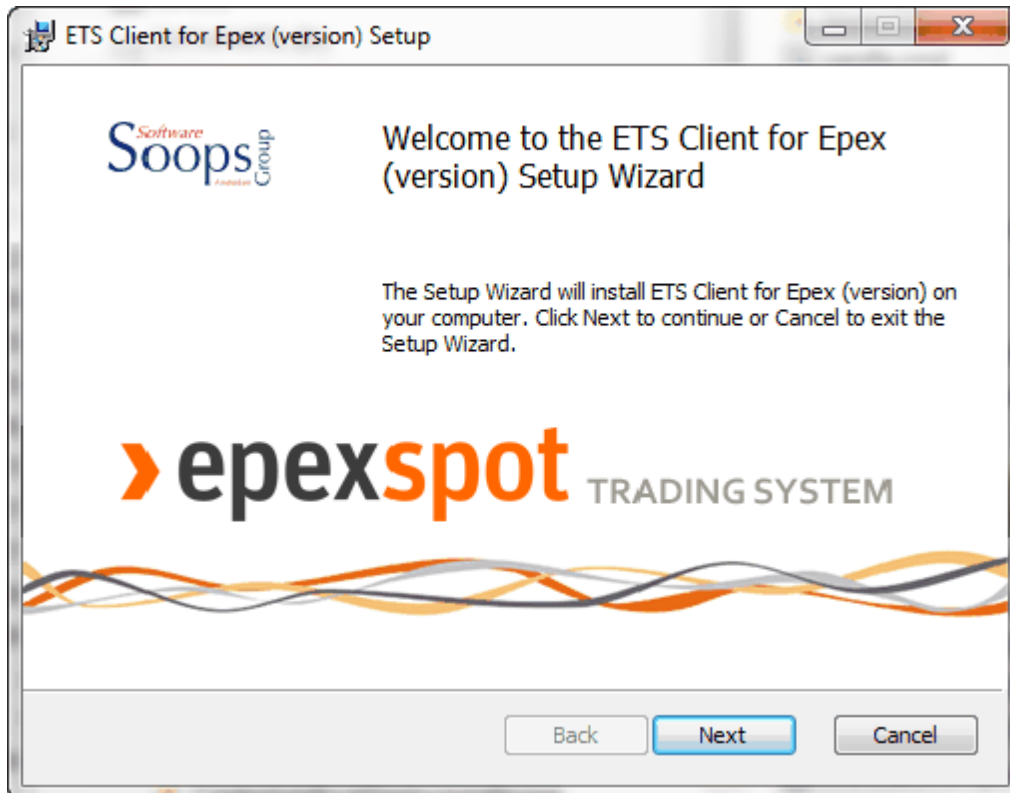 ETS Client for Epex (version) Setup
Software
Soops
Group
Welcome to the ETS Client for Epex
(version) Setup Wizard
The Setup Wizard will install ETS Client for Epex (version) on
your computer. Click Next to continue or Cancel to exit the
Setup Wizard.
epexspot TRADING SYSTEM
Back Next Cancel